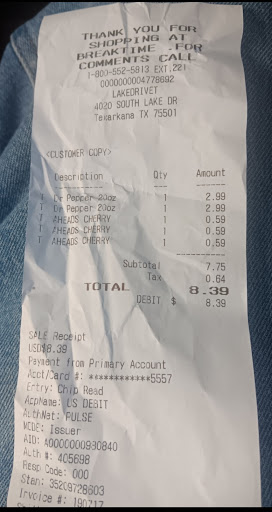 THANK YOU FOR
SHOPPING AT
BREAKTIME .FOR
COMMENTS CALL
1-800-552-5813 EXT.221
0000000004778692
LAKEDRIVET
4020 SOUTH LAKE DR
Texarkana TX 75501
<CUSTOMER COPY>
Description Qty Amount
T Dr Pepper 20oz 1 2.99
T Dr Pepper 20oz 1 2.99
T AHEADS CHERRY 1 0.59
T AHEADS CHERRY 1 0.59
T AHEADS CHERRY 1 0.59
Subtotal 7.75
Tax 0.64
TOTAL 8.39
DEBIT $ 8.39
SALE Receipt
USD$8.39
Payment from Primary Account
Acct/Card #: ************5557
Entry: Chip Read
AppName: US DEBIT
AuthNet: PULSE
MODE: Issuer
AID: A0000000980840
Auth #: 405698
Resp Code: 000
Stan: 35209728603
Invoice #: 190717